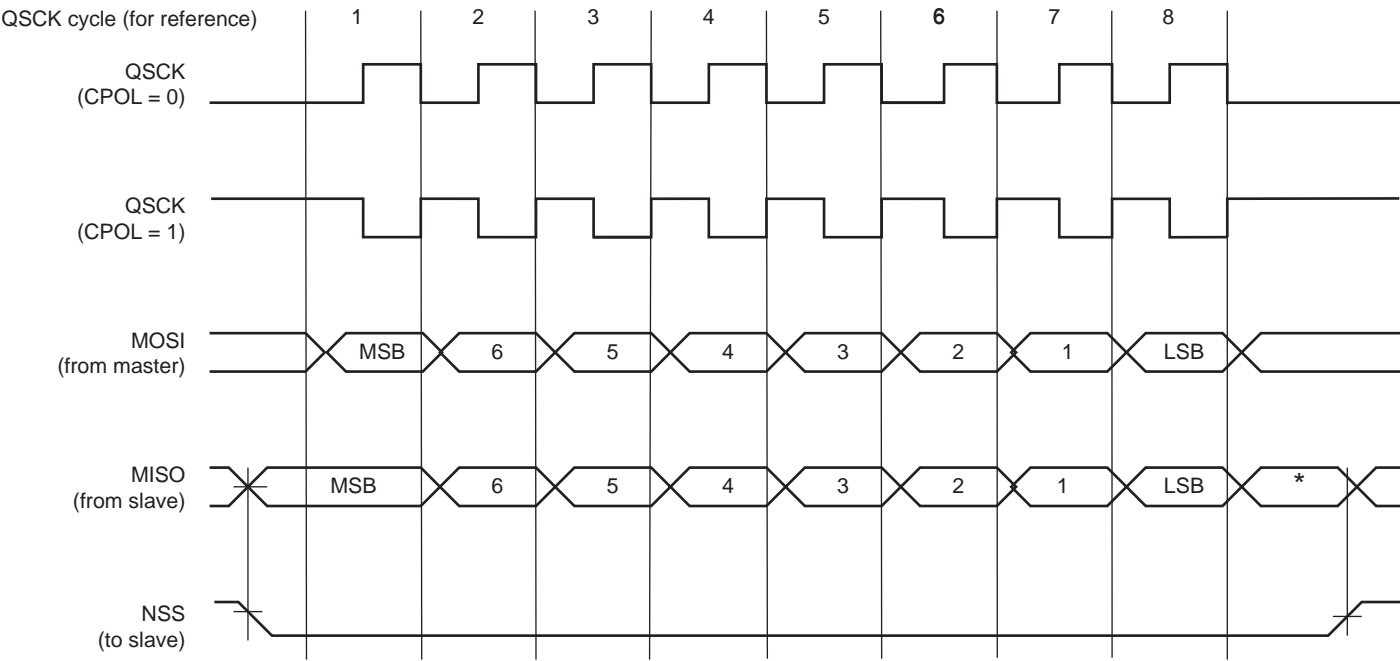 QSCK cycle (for reference) 1 2 3 4 5 6 7 8
QSCK
(CPOL = 0)
QSCK
(CPOL = 1)
MOSI
(from master)
MSB 6 5 4 3 2 1 LSB
MISO
(from slave)
MSB 6 5 4 3 2 1 LSB *
NSS
(to slave)